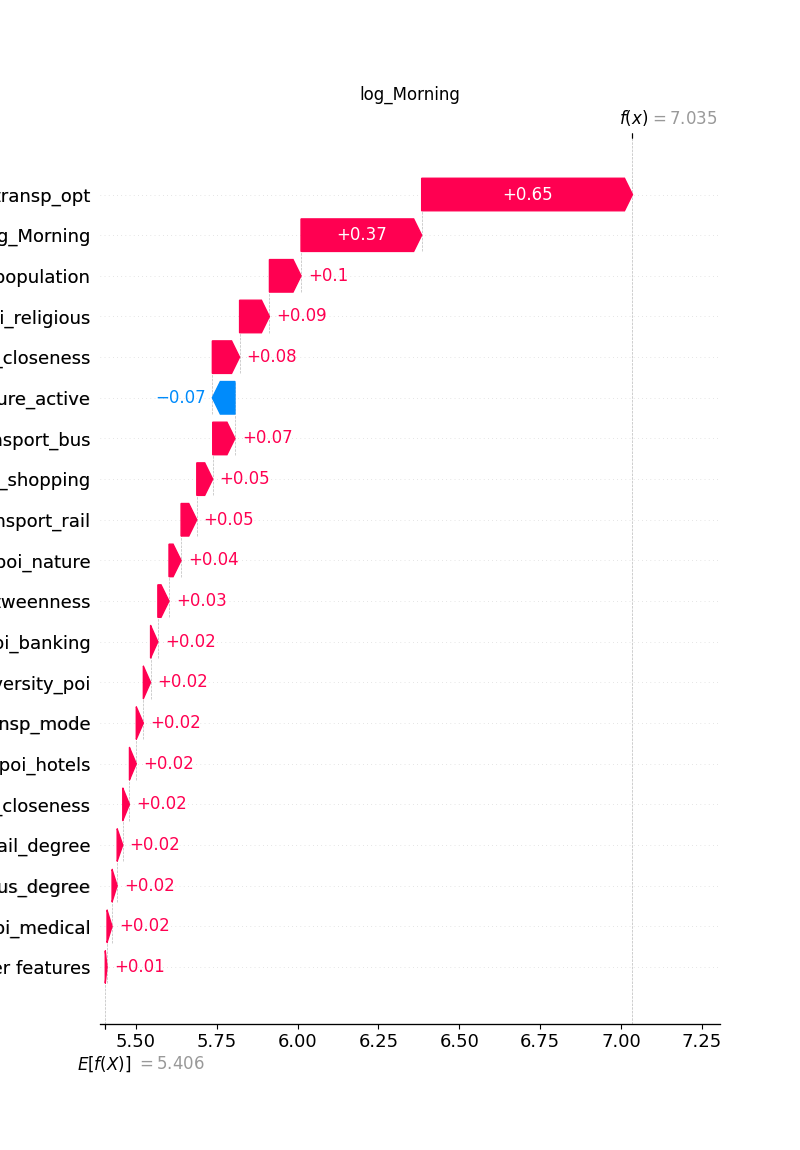 log_Morning
f(x) = 7.035
ransp_opt +0.65
g_Morning +0.37
population +0.1
i_religious +0.09
_closeness +0.08
ure_active −0.07
nsport_bus +0.07
_shopping +0.05
nsport_rail +0.05
poi_nature +0.04
tweenness +0.03
oi_banking +0.02
versity_poi +0.02
nsp_mode +0.02
poi_hotels +0.02
_closeness +0.02
ail_degree +0.02
us_degree +0.02
oi_medical +0.02
er features +0.01
5.50 5.75 6.00 6.25 6.50 6.75 7.00 7.25
E[f(X)] = 5.406